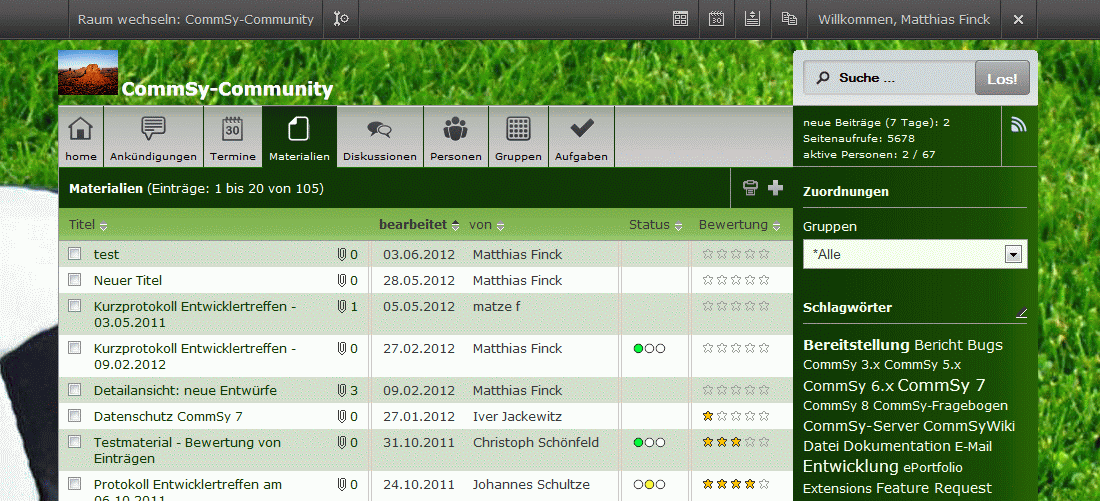 Raum wechseln: CommSy-Community
30
Willkommen, Matthias Finck
CommSy-Community
Suche ...
Los!
30
home Ankündigungen Termine Materialien Diskussionen Personen Gruppen Aufgaben
neue Beiträge (7 Tage): 2
Seitenaufrufe: 5678
aktive Personen: 2 / 67
Materialien (Einträge: 1 bis 20 von 105)
Titel bearbeitet von Status Bewertung
test 0 03.06.2012 Matthias Finck
Neuer Titel 0 28.05.2012 Matthias Finck
Kurzprotokoll Entwicklertreffen - 1 05.05.2012 matze f
03.05.2011
Kurzprotokoll Entwicklertreffen - 0 27.02.2012 Matthias Finck
09.02.2012
Detailansicht: neue Entwürfe 3 09.02.2012 Matthias Finck
Datenschutz CommSy 7 0 27.01.2012 Iver Jackewitz
Testmaterial - Bewertung von 0 31.10.2011 Christoph Schönfeld
Einträgen
Protokoll Entwicklertreffen am 0 24.10.2011 Johannes Schultze
06.10.2011
Zuordnungen
Gruppen
*Alle
Schlagwörter
Bereitstellung Bericht Bugs
CommSy 3.x CommSy 5.x
CommSy 6.x CommSy 7
CommSy 8 CommSy-Fragebogen
CommSy-Server CommSyWiki
Datei Dokumentation E-Mail
Entwicklung ePortfolio
Extensions Feature Request